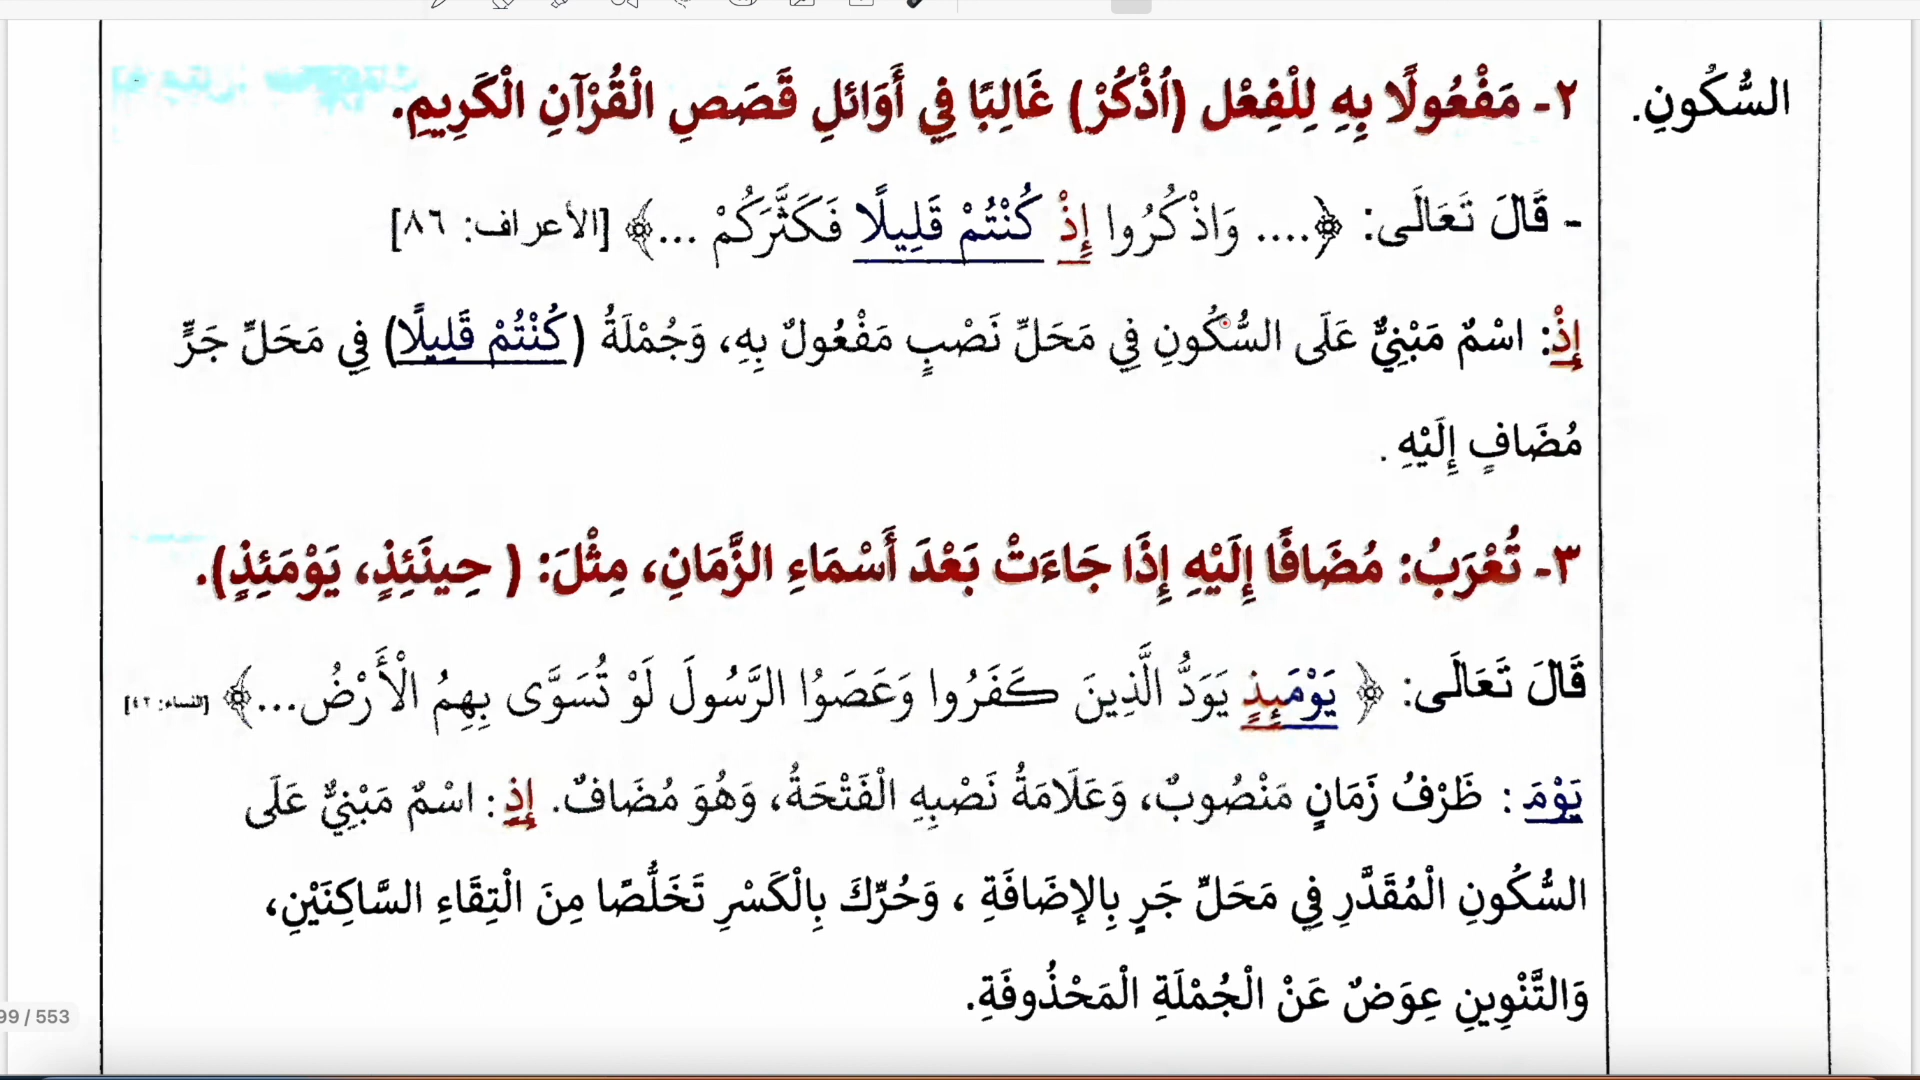 السُّكُونِ.
٢- مَفْعُولًا بِهِ لِلْفِعْل (اُذْكُرْ) غَالِبًا فِي أَوَائلِ قَصَصِ الْقُرْآنِ الْكَرِيمِ.
- قَالَ تَعَالَى: ﴿.... وَاذْكُرُوا إِذْ كُنْتُمْ قَلِيلًا فَكَثَّرَكُمْ ...﴾ [الأعراف: ٨٦]
إِذْ: اسْمٌ مَبْنِيٌّ عَلَى السُّكُونِ فِي مَحَلِّ نَصْبٍ مَفْعُولٌ بِهِ، وَجُمْلَةُ (كُنْتُمْ قَلِيلًا) فِي مَحَلِّ جَرٍّ
مُضَافٍ إِلَيْهِ .
٣- تُعْرَبُ: مُضَافًا إِلَيْهِ إِذَا جَاءَتْ بَعْدَ أَسْمَاءِ الزَّمَانِ، مِثْلَ: ( حِينَئِذٍ، يَوْمَئِذٍ).
قَالَ تَعَالَى: ﴿ يَوْمَئِذٍ يَوَدُّ الَّذِينَ كَفَرُوا وَعَصَوُا الرَّسُولَ لَوْ تُسَوَّى بِهِمُ الْأَرْضُ...﴾ [النساء: ٤٢]
يَوْمَ : ظَرْفُ زَمَانٍ مَنْصُوبٌ، وَعَلَامَةُ نَصْبِهِ الْفَتْحَةُ، وَهُوَ مُضَافٌ. إِذٍ : اسْمٌ مَبْنِيٌّ عَلَى
السُّكُونِ الْمُقَدَّرِ فِي مَحَلِّ جَرٍ بِالإضَافَةِ ، وَحُرِّكَ بِالْكَسْرِ تَخَلُّصًا مِنَ الْتِقَاءِ السَّاكِنَيْنِ،
وَالتَّنْوِينِ عِوَضٌ عَنْ الْجُمْلَةِ الْمَحْذُوفَةِ.
99 / 553